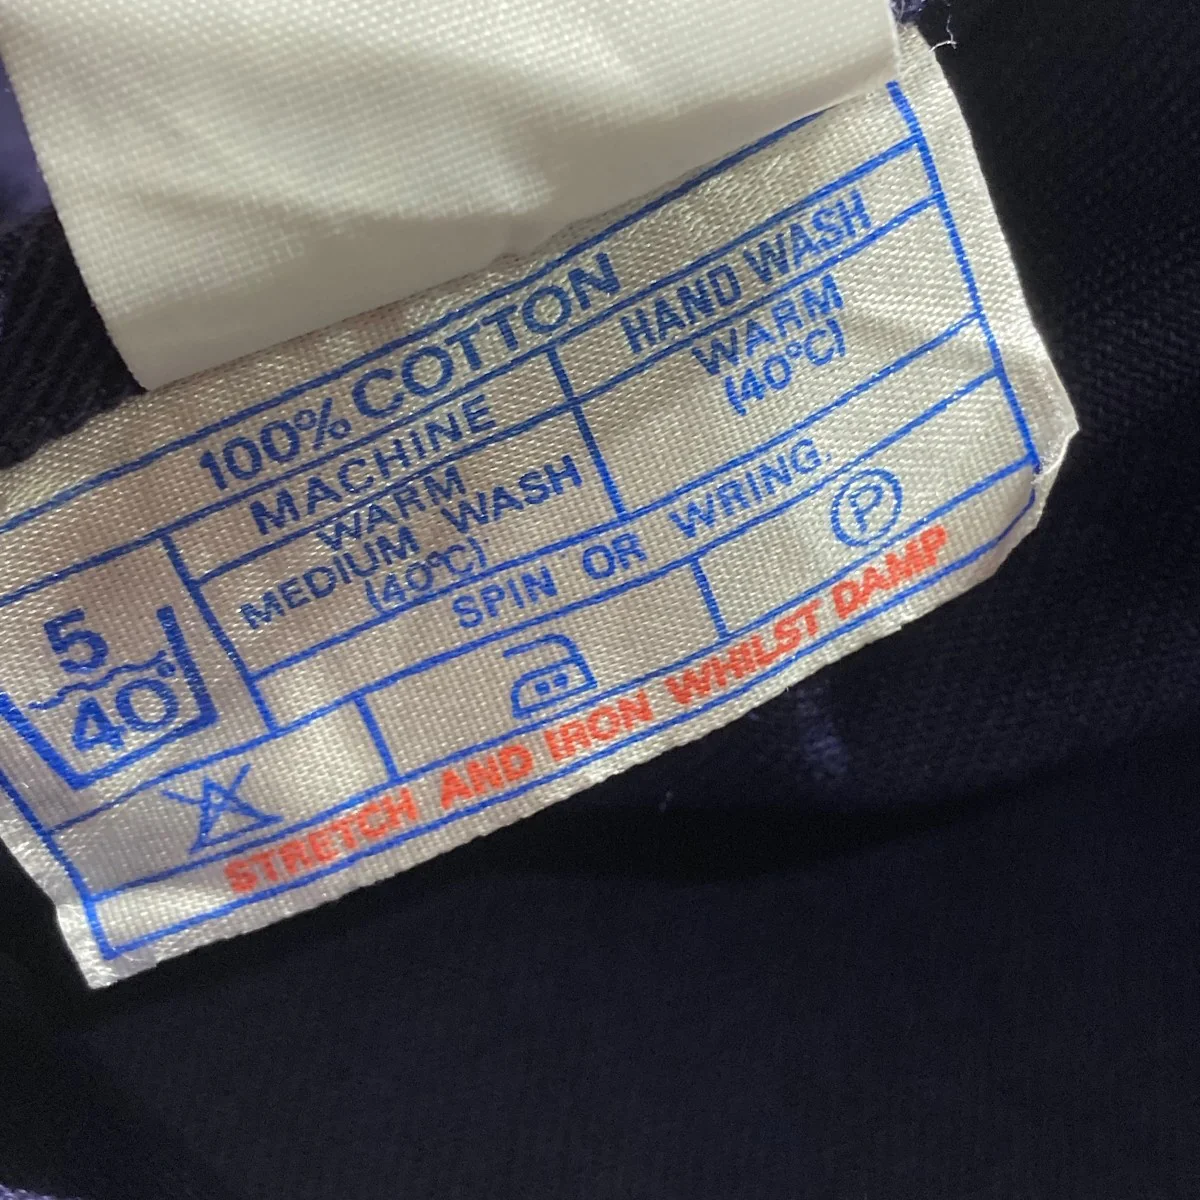 100% COTTON
MACHINE
HAND WASH
5
40°
WARM
MEDIUM WASH
(40°C)
WARM
(40°C)
SPIN OR WRING.
A
P
STRETCH AND IRON WHILST DAMP